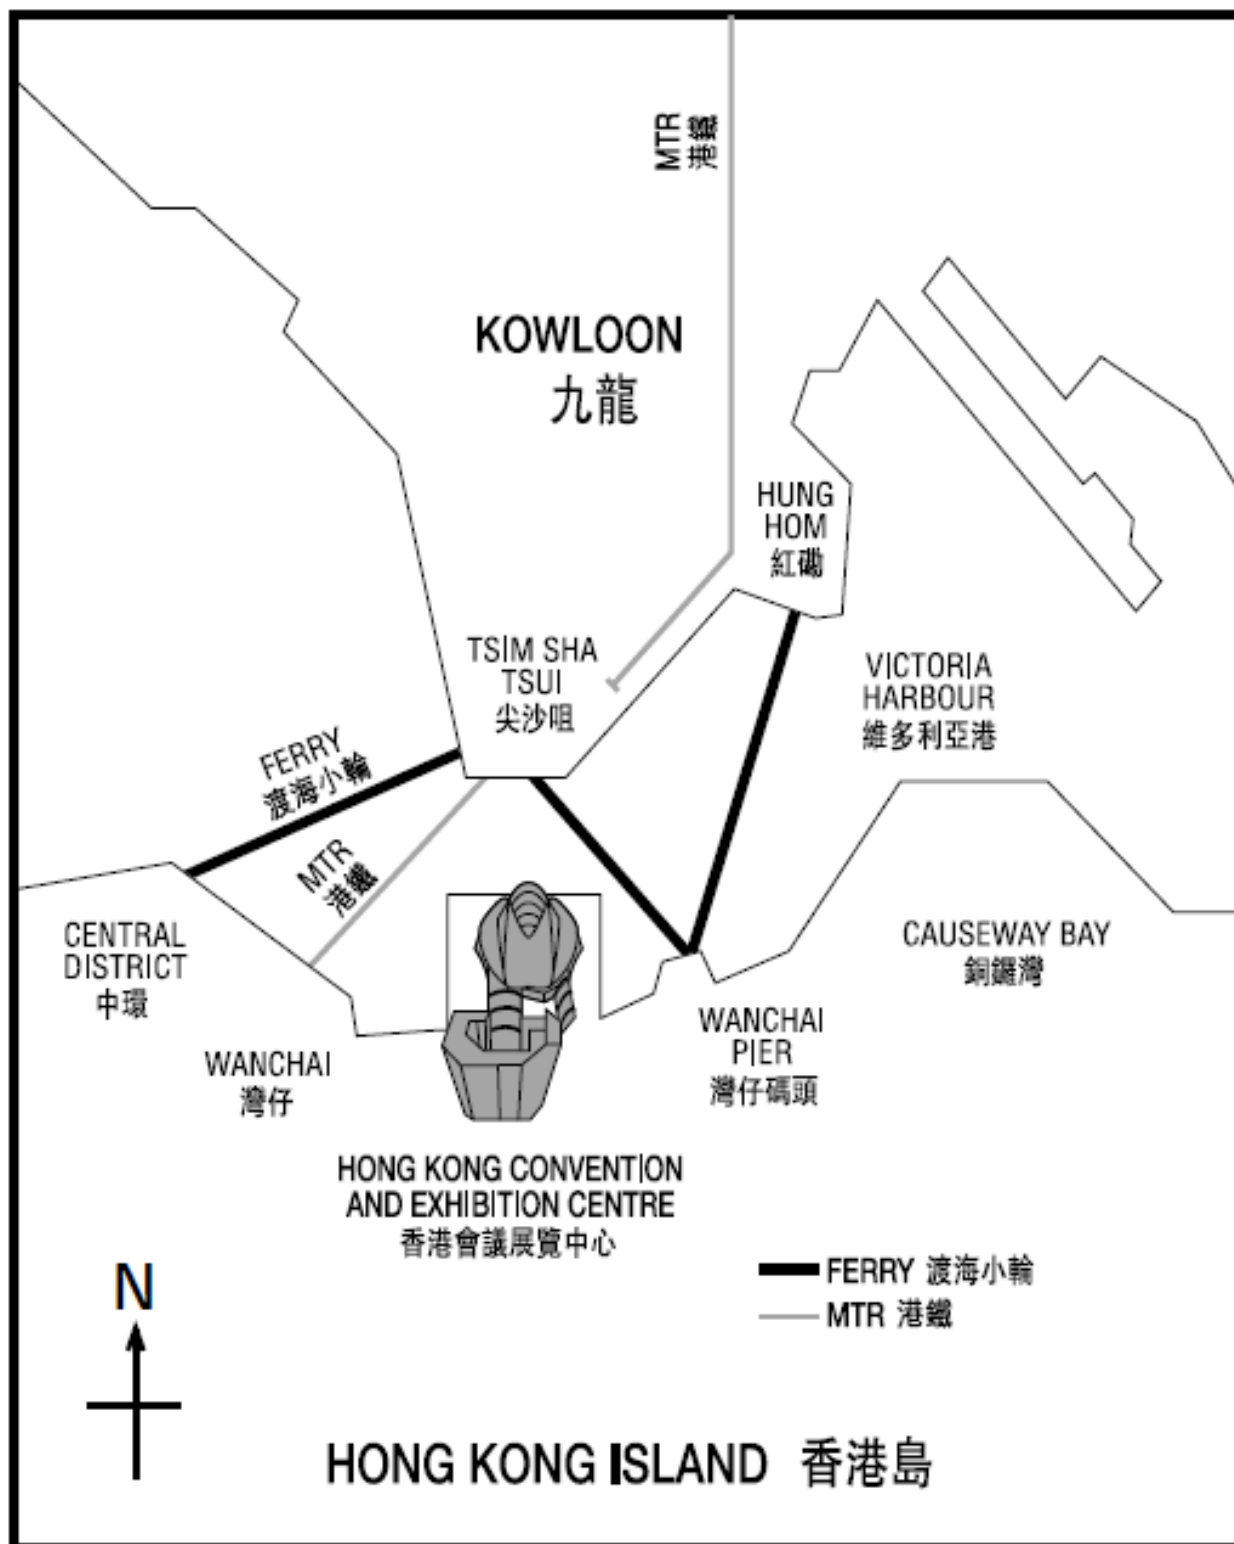 MTR
港鐵
KOWLOON
九龍
HUNG
HOM
紅磡
TSIM SHA
TSUI
尖沙咀
VICTORIA
HARBOUR
維多利亞港
FERRY
渡海小輪
MTR
港鐵
CENTRAL
DISTRICT
中環
CAUSEWAY BAY
銅鑼灣
WANCHAI
灣仔
WANCHAI
PIER
灣仔碼頭
HONG KONG CONVENTION
AND EXHIBITION CENTRE
香港會議展覽中心
FERRY 渡海小輪
MTR 港鐵
N
HONG KONG ISLAND 香港島